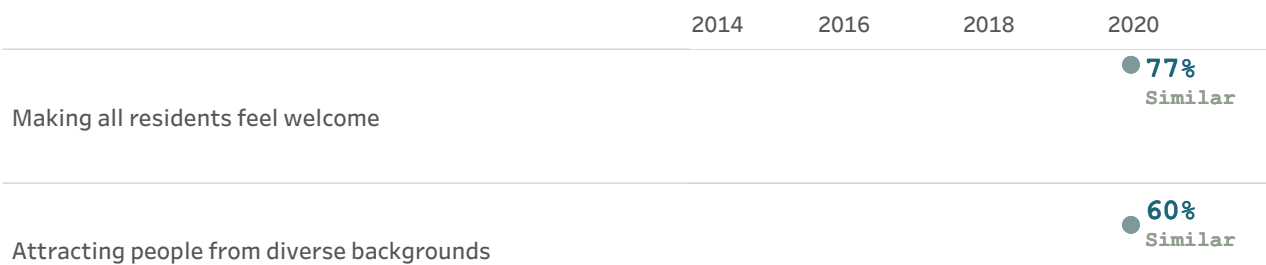 2014 2016 2018 2020
77%
Similar
Making all residents feel welcome
60%
Similar
Attracting people from diverse backgrounds